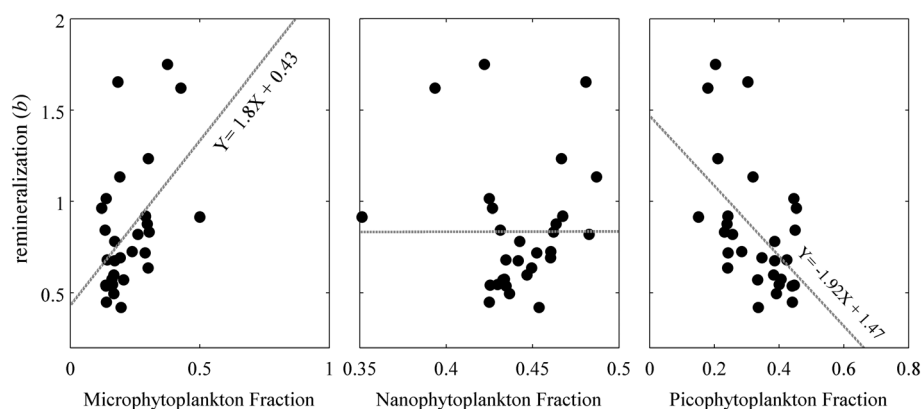 remineralization (b)
2
1.5
1
0.5
Y= 1.8X + 0.43
0
0.5
1
Microphytoplankton Fraction
0.35
0.4
0.45
0.5
Nanophytoplankton Fraction
Y= -1.92X + 1.47
0
0.2
0.4
0.6
0.8
Picophytoplankton Fraction